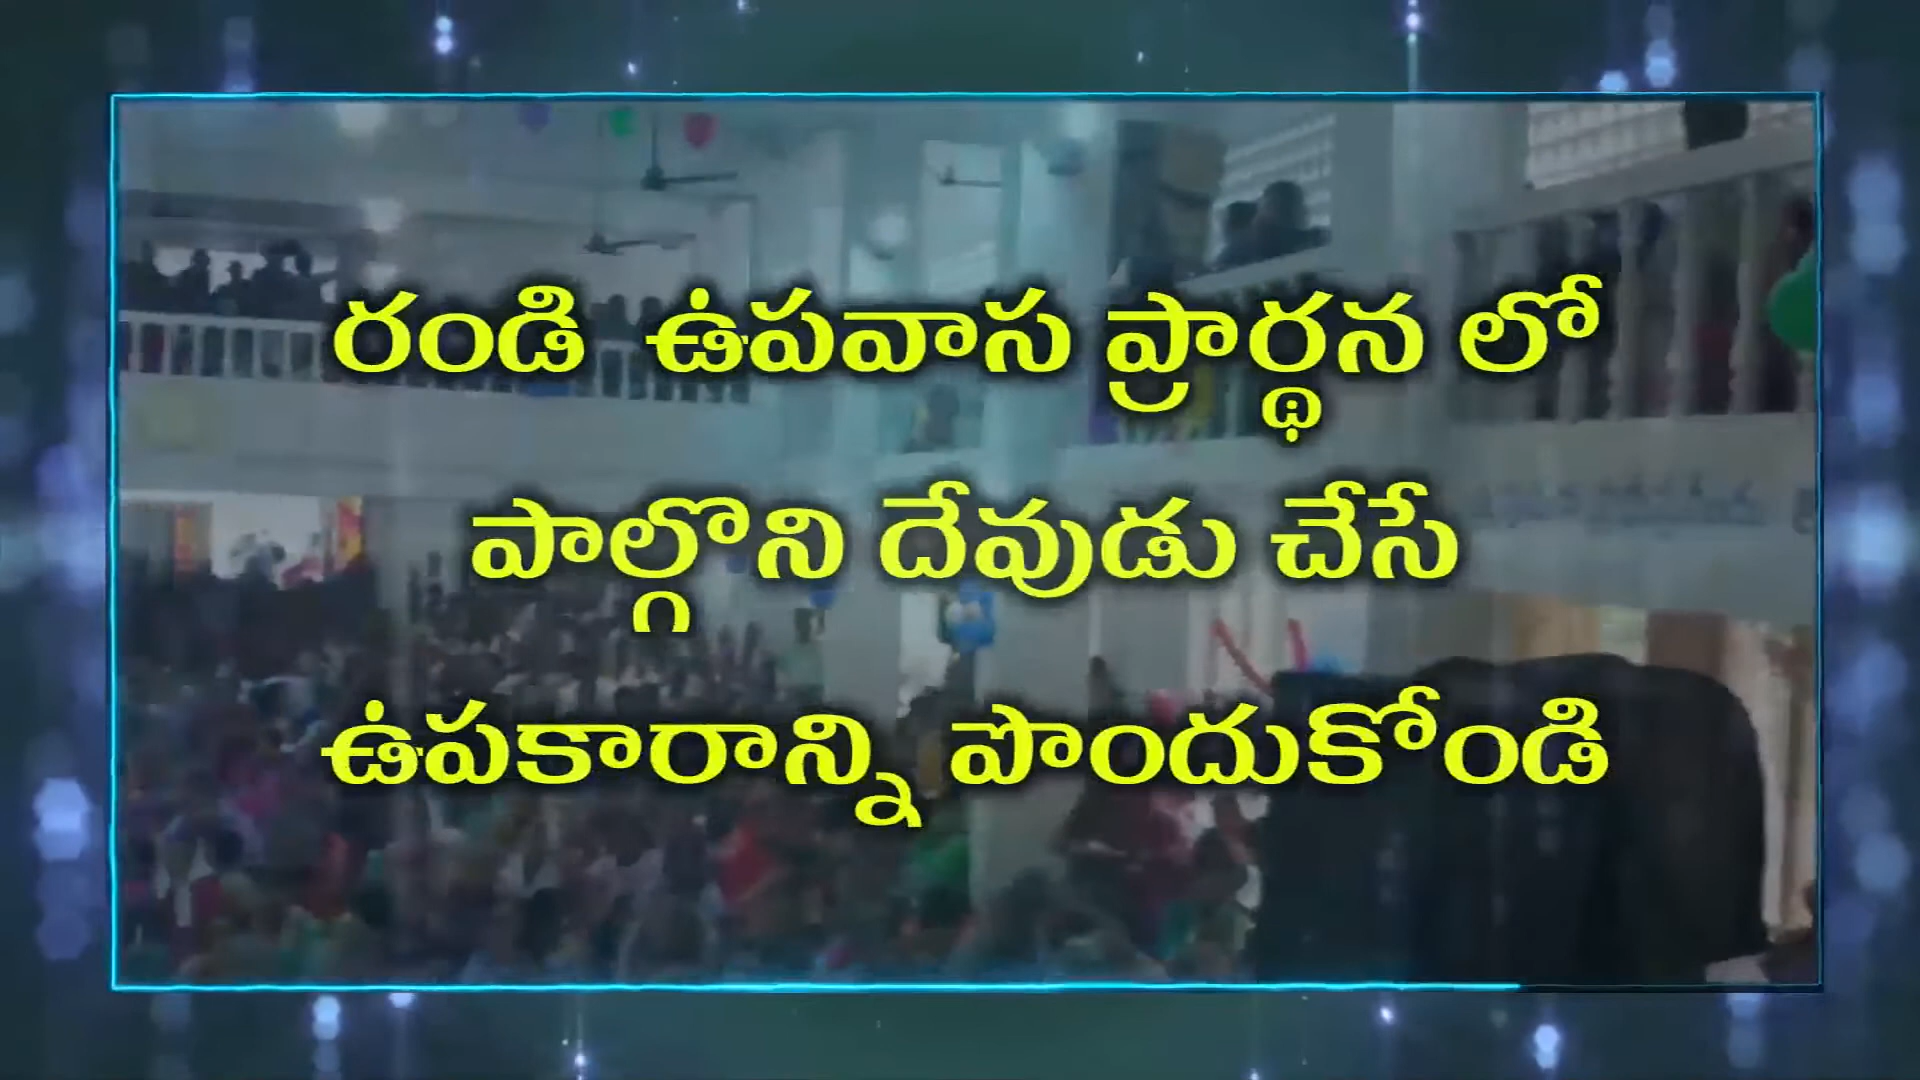 రండి ఉపవాస ప్రార్థన లో
పాల్గొని దేవుడు చేసే
ఉపకారాన్ని పొందుకోండి